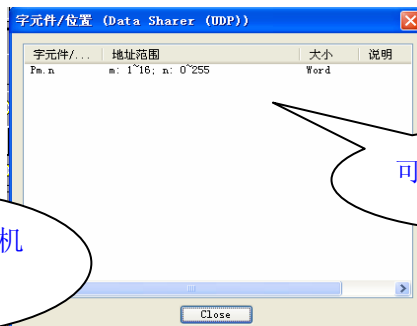 字元件/位置 (Data Sharer (UDP))
字元件/... 地址范围 大小 说明
Pm.n m: 1~16; n: 0~255 Word
可
机
Close